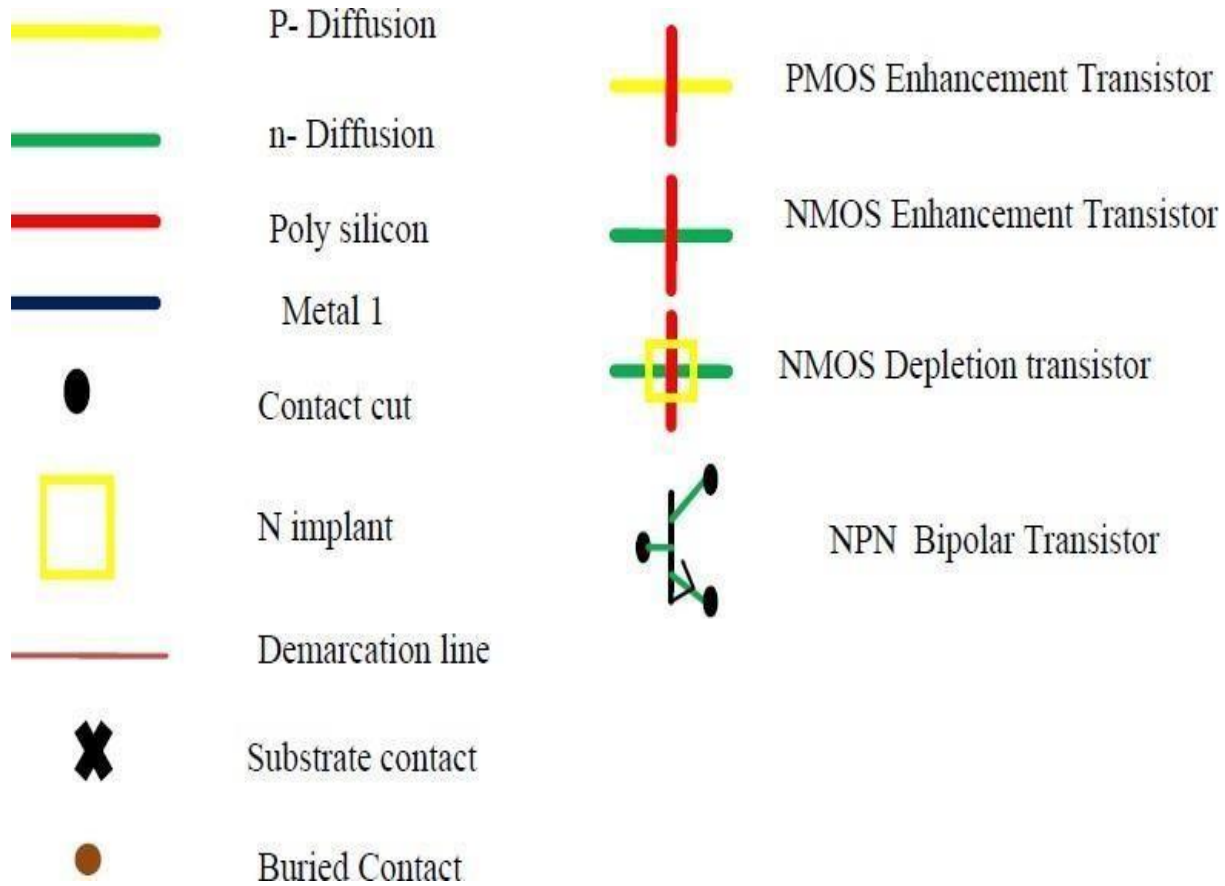 P- Diffusion
n- Diffusion
Poly silicon
Metal 1
Contact cut
N implant
Demarcation line
Substrate contact
Buried Contact
PMOS Enhancement Transistor
NMOS Enhancement Transistor
NMOS Depletion transistor
NPN Bipolar Transistor